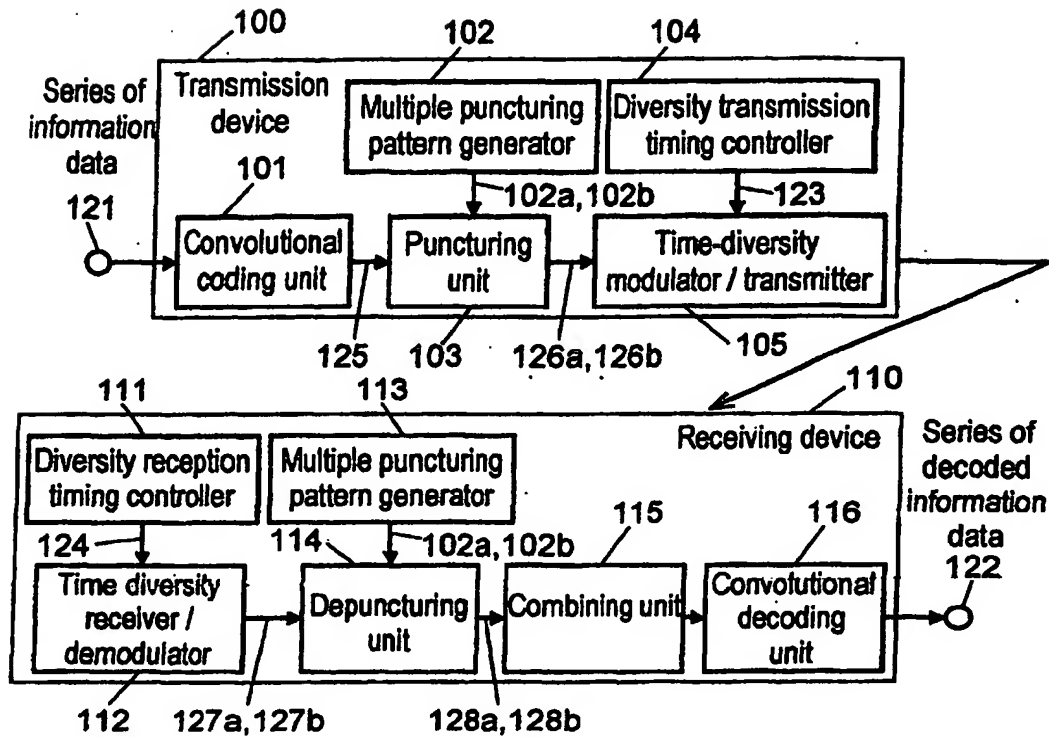 100
102
104
Series of
information
data
Transmission
device
Multiple puncturing
pattern generator
Diversity transmission
timing controller
101
102a, 102b
123
121
Convolutional
coding unit
Puncturing
unit
Time-diversity
modulator / transmitter
125
103
126a, 126b
105
111
113
110
Receiving device
Series of
decoded
information
data
122
Diversity reception
timing controller
Multiple puncturing
pattern generator
115
116
124
114
102a, 102b
Time diversity
receiver /
demodulator
Depuncturing
unit
Combining unit
Convolutional
decoding
unit
112
127a, 127b
128a, 128b